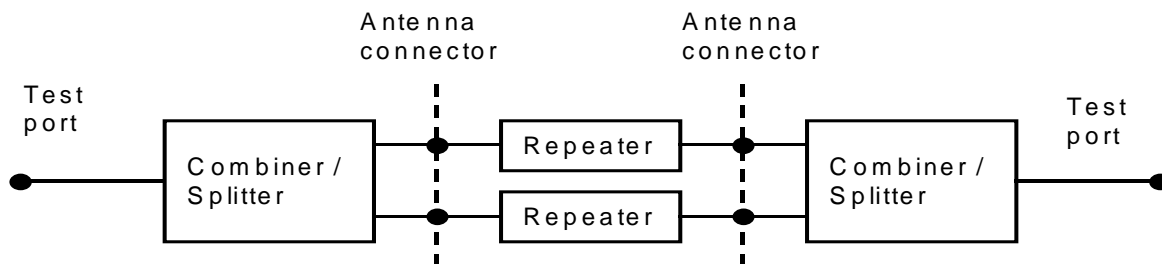 Antenna
connector
Antenna
connector
Test
port
Test
port
Combiner/
Splitter
Repeater
Repeater
Combiner/
Splitter